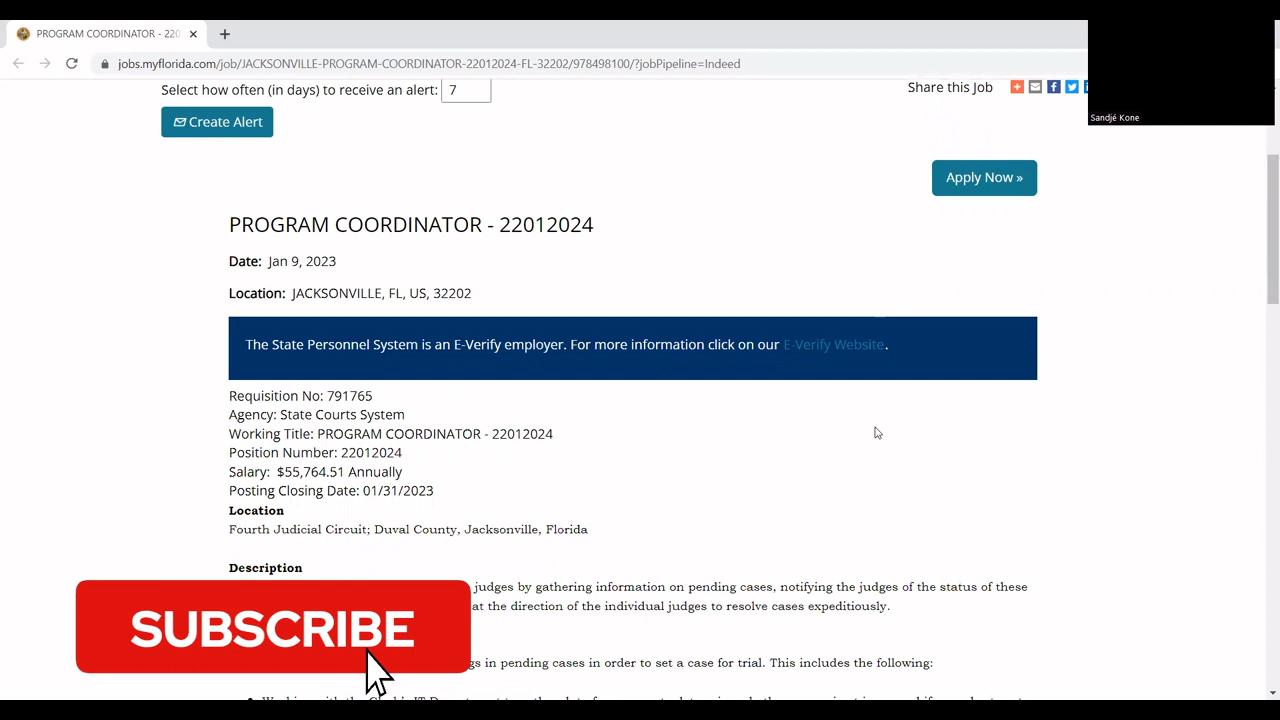 PROGRAM COORDINATOR - 220
jobs.myflorida.com/job/JACKSONVILLE-PROGRAM-COORDINATOR-22012024-FL-32202/978498100/?jobPipeline=Indeed
Select how often (in days) to receive an alert: 7
Share this Job
Sandjé Kone
Create Alert
Apply Now »
PROGRAM COORDINATOR - 22012024
Date: Jan 9, 2023
Location: JACKSONVILLE, FL, US, 32202
The State Personnel System is an E-Verify employer. For more information click on our E-Verify Website.
Requisition No: 791765
Agency: State Courts System
Working Title: PROGRAM COORDINATOR - 22012024
Position Number: 22012024
Salary: $55,764.51 Annually
Posting Closing Date: 01/31/2023
Location
Fourth Judicial Circuit; Duval County, Jacksonville, Florida
Description
judges by gathering information on pending cases, notifying the judges of the status of these
at the direction of the individual judges to resolve cases expeditiously.
SUBSCRIBE
in pending cases in order to set a case for trial. This includes the following: